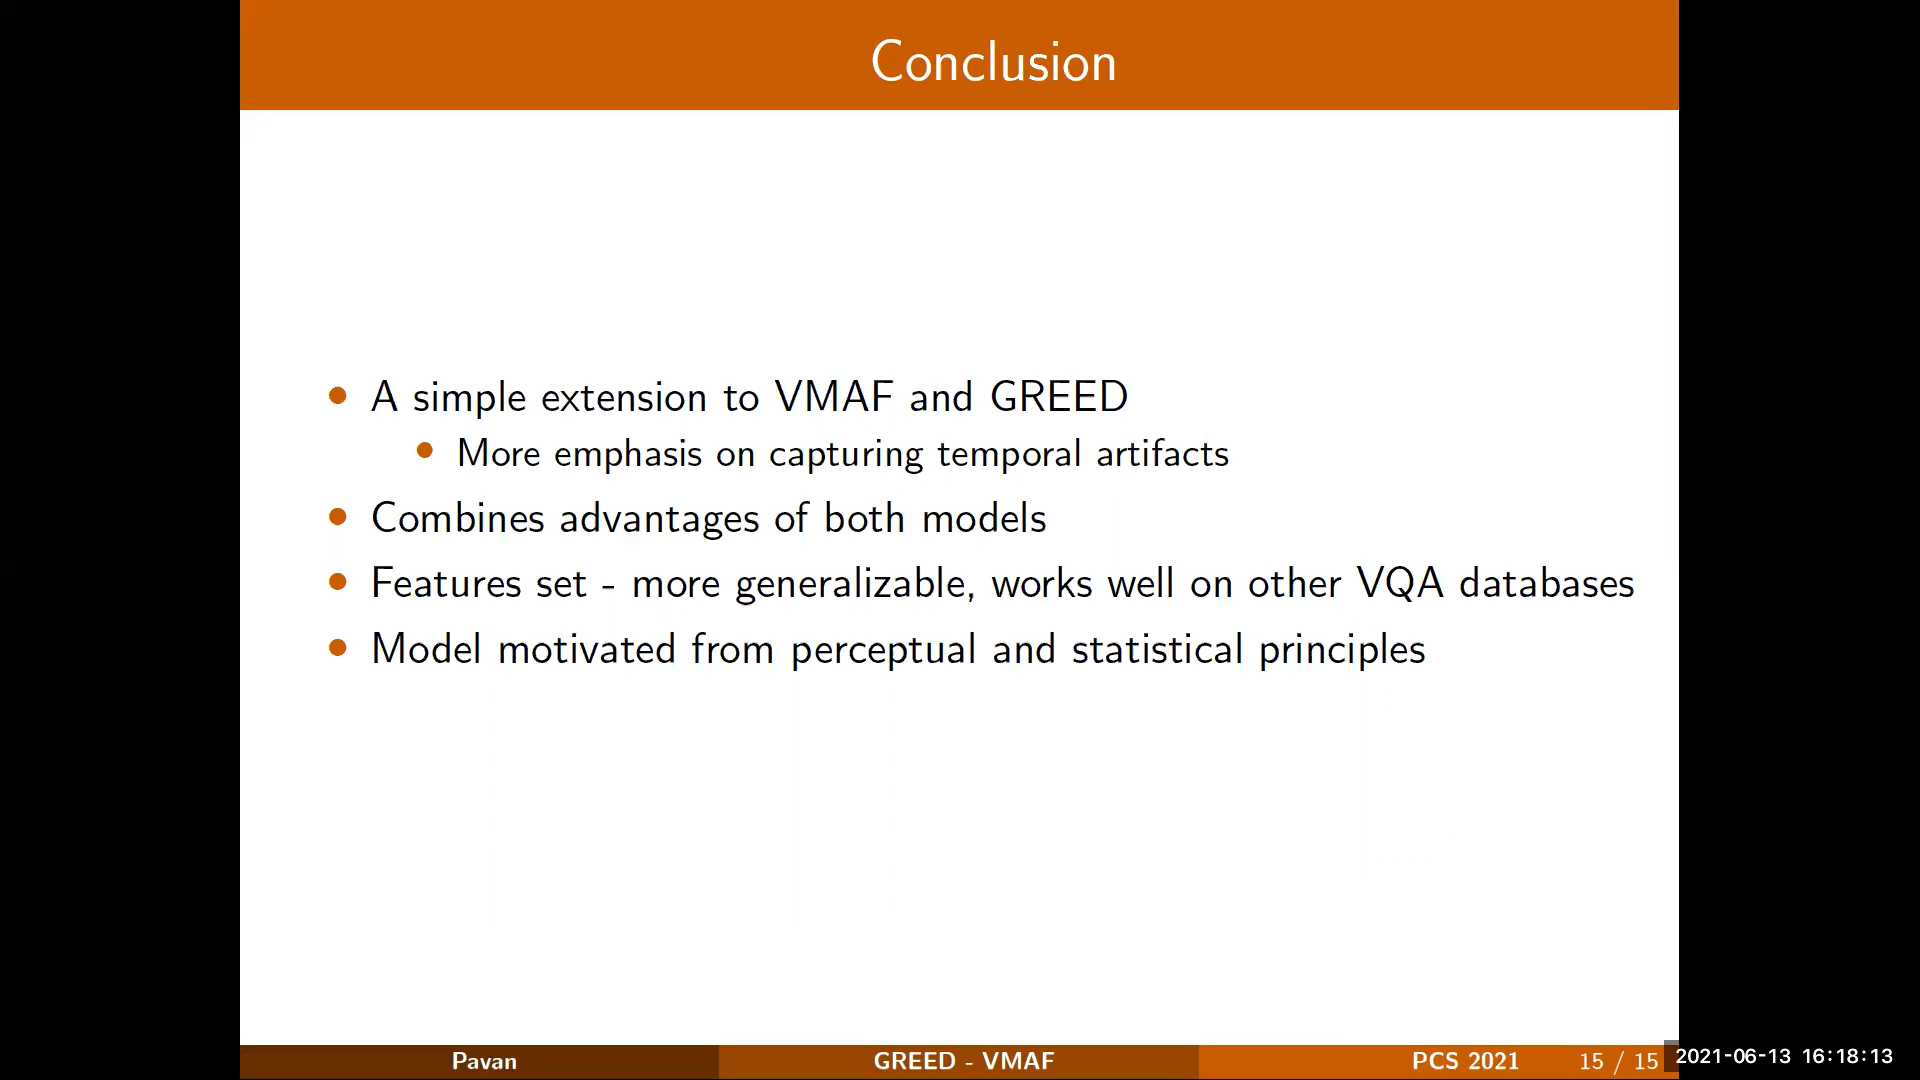 Conclusion
A simple extension to VMAF and GREED
More emphasis on capturing temporal artifacts
Combines advantages of both models
Features set - more generalizable, works well on other VQA databases
Model motivated from perceptual and statistical principles
Pavan GREED - VMAF PCS 2021 15 / 15 2021-06-13 16:18:13